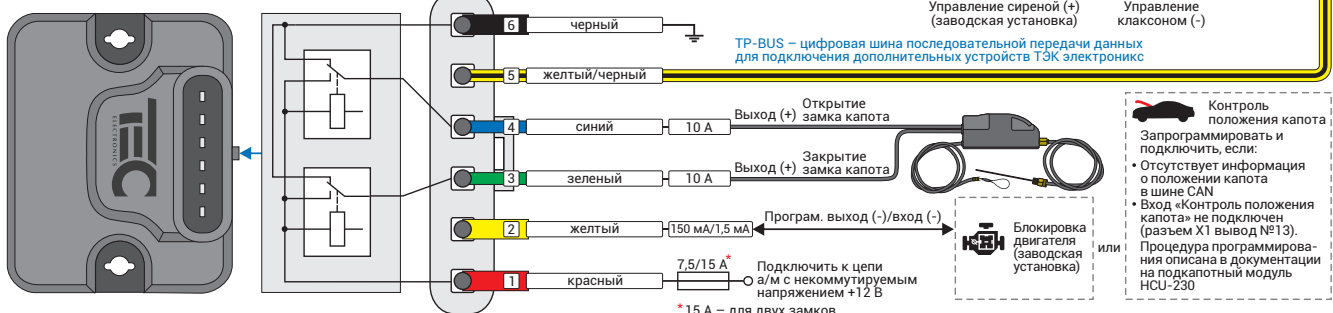 Управление сиреной (+)
(заводская установка)
Управление
клаксоном (-)
6
черный
TP-BUS – цифровая шина последовательной передачи данных
для подключения дополнительных устройств ТЭК электроникс
5
желтый/черный
4
синий
10 А
Выход (+)
Открытие
замка капота
3
зеленый
10 А
Выход (+)
Закрытие
замка капота
2
желтый
150 мА/1,5 мА
Програм. выход (-)/вход (-)
Блокировка
двигателя
(заводская
установка)
или
1
красный
7,5/15 А*
Подключить к цепи
а/м с некоммутируемым
напряжением +12 В
*15 А – для двух замков
Контроль
положения капота
Запрограммировать и
подключить, если:
• Отсутствует информация
о положении капота
в шине CAN
• Вход «Контроль положения
капота» не подключен
(разъем X1 вывод №13).
Процедура программирова-
ния описана в документации
на подкапотный модуль
HCU-230
TEC
ELECTRONICS